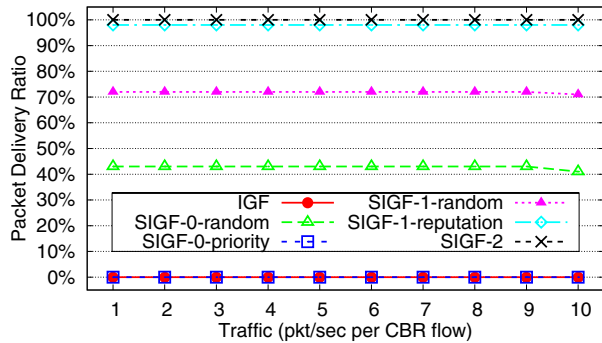 Packet Delivery Ratio
100%
90%
80%
70%
60%
50%
40%
30%
20%
10%
0%
IGF
SIGF-0-random
SIGF-0-priority
SIGF-1-random
SIGF-1-reputation
SIGF-2
1 2 3 4 5 6 7 8 9 10
Traffic (pkt/sec per CBR flow)